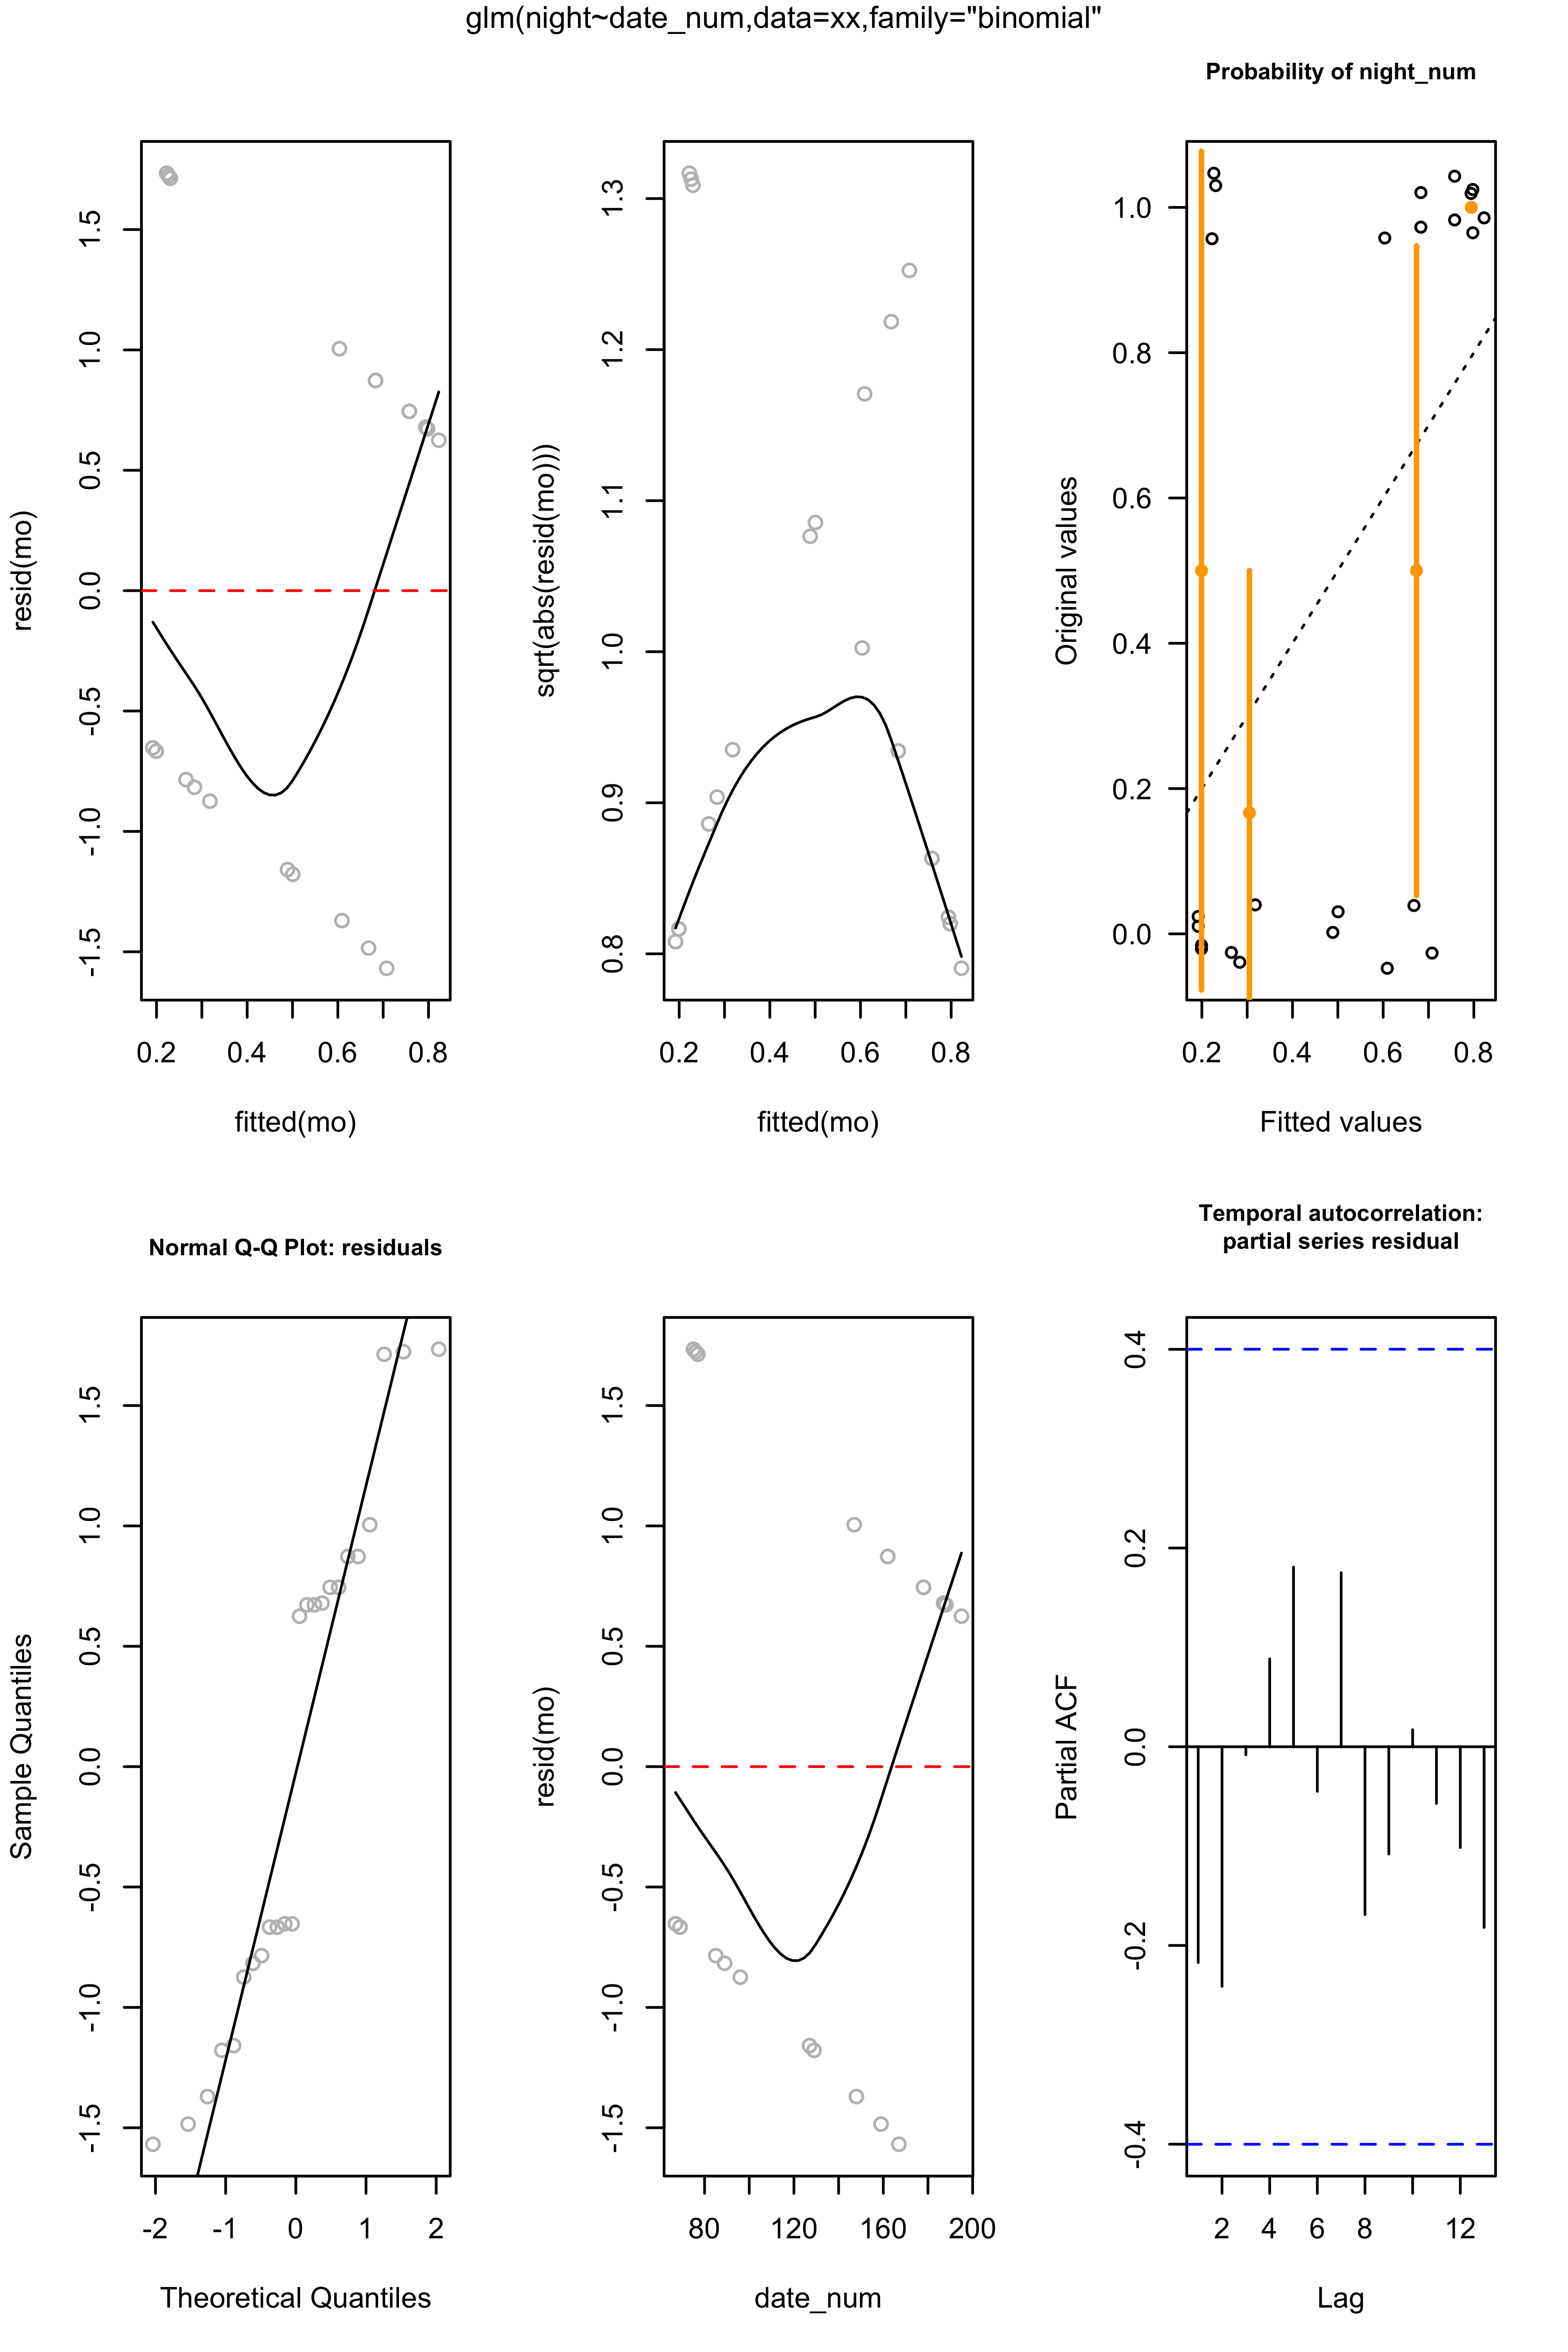 glm(night~date_num,data=xx,family="binomial"
resid(mo)
1.5
1.0
0.5
0.0
-0.5
-1.0
-1.5
0.2 0.4 0.6 0.8
fitted(mo)
sqrt(abs(resid(mo)))
1.3
1.2
1.1
1.0
0.9
0.8
0.2 0.4 0.6 0.8
fitted(mo)
Probability of night_num
Original values
1.0
0.8
0.6
0.4
0.2
0.0
0.2 0.4 0.6 0.8
Fitted values
Normal Q-Q Plot: residuals
Sample Quantiles
1.5
1.0
0.5
0.0
-0.5
-1.0
-1.5
-2 -1 0 1 2
Theoretical Quantiles
resid(mo)
1.5
1.0
0.5
0.0
-0.5
-1.0
-1.5
80 120 160 200
date_num
Temporal autocorrelation:
partial series residual
Partial ACF
0.4
0.2
0.0
-0.2
-0.4
2 4 6 8 12
Lag